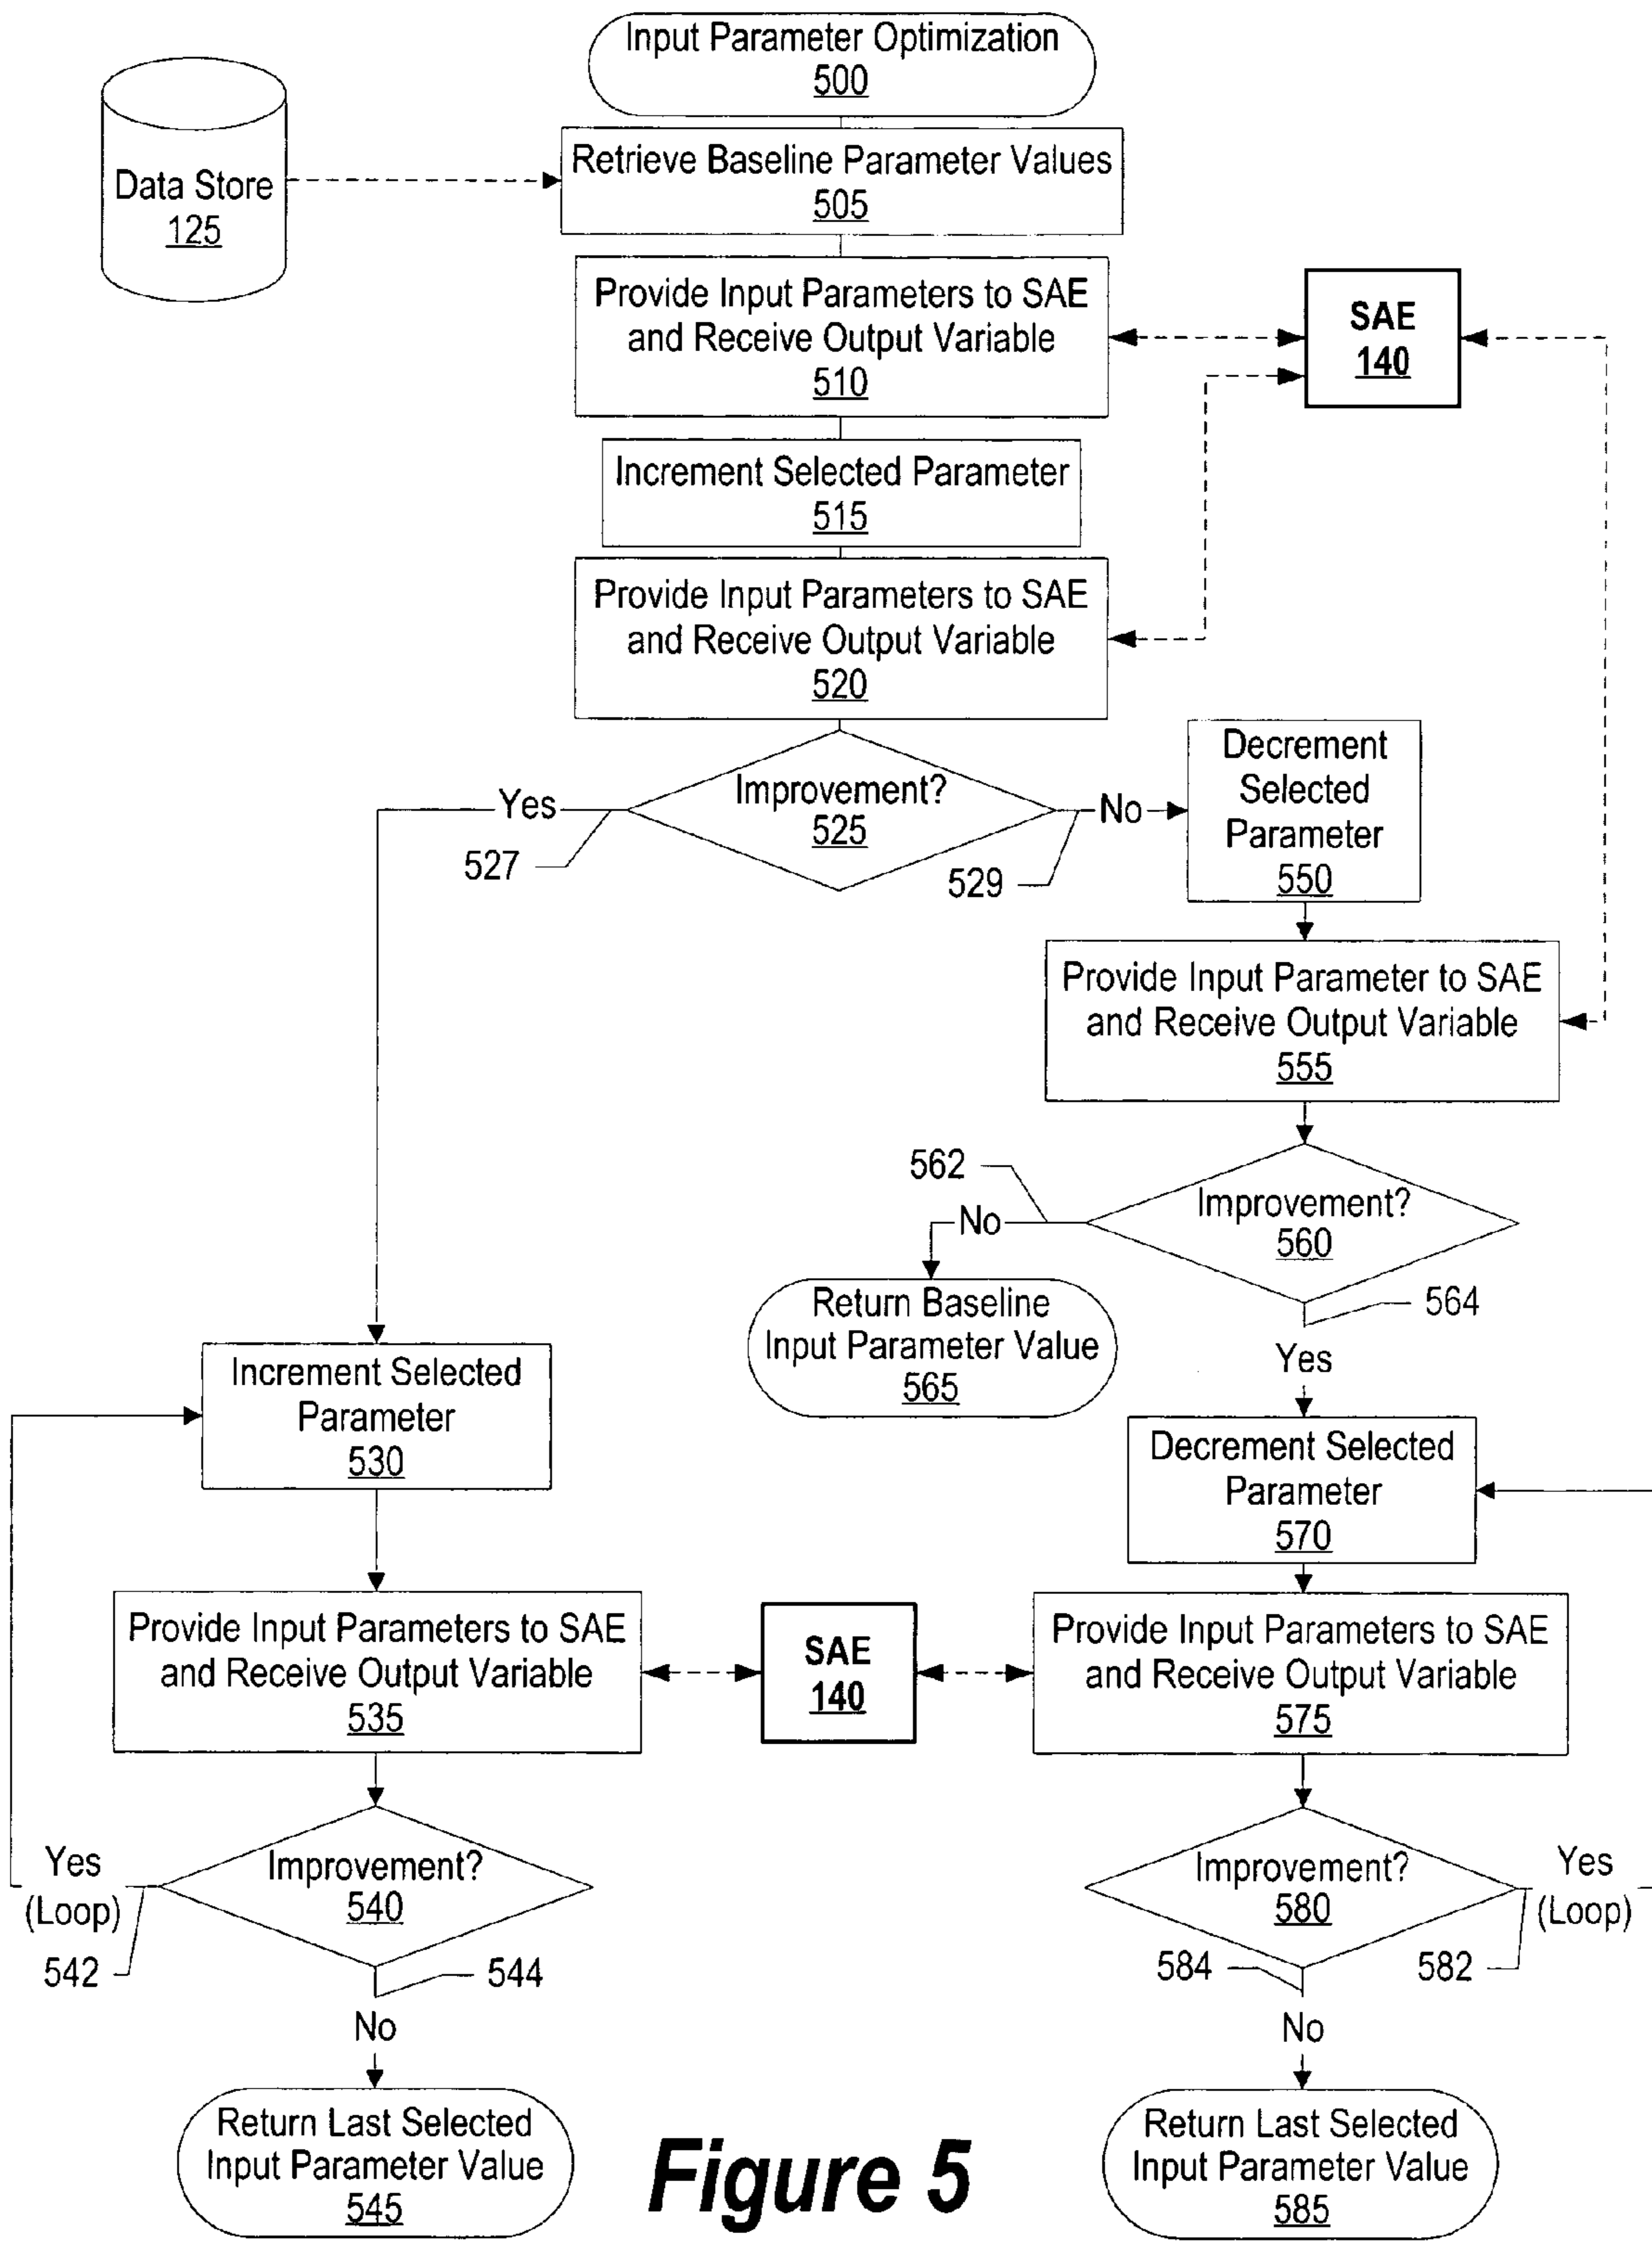 Input Parameter Optimization
500
Data Store
125
Retrieve Baseline Parameter Values
505
Provide Input Parameters to SAE
and Receive Output Variable
510
SAE
140
Increment Selected Parameter
515
Provide Input Parameters to SAE
and Receive Output Variable
520
Improvement?
525
Yes
527
No
529
Decrement
Selected
Parameter
550
Provide Input Parameter to SAE
and Receive Output Variable
555
Improvement?
560
562
No
564
Yes
Return Baseline
Input Parameter Value
565
Increment Selected
Parameter
530
Decrement Selected
Parameter
570
Provide Input Parameters to SAE
and Receive Output Variable
535
SAE
140
Provide Input Parameters to SAE
and Receive Output Variable
575
Improvement?
540
Yes
(Loop)
542
544
No
Improvement?
580
Yes
(Loop)
582
584
No
Return Last Selected
Input Parameter Value
545
Figure 5
Return Last Selected
Input Parameter Value
585